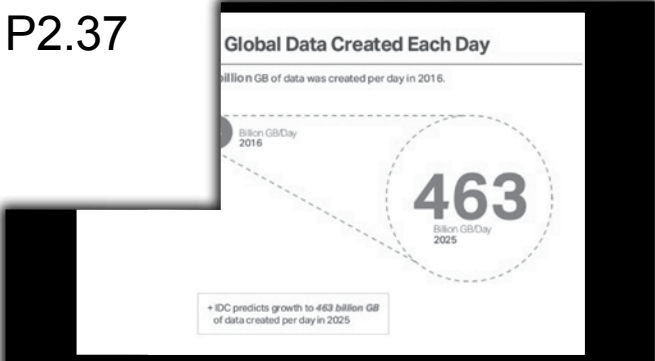 P2.37
Global Data Created Each Day
billion GB of data was created per day in 2016.
Billion GB/Day
2016
463
Billion GB/Day
2025
+ IDC predicts growth to 463 billion GB
of data created per day in 2025